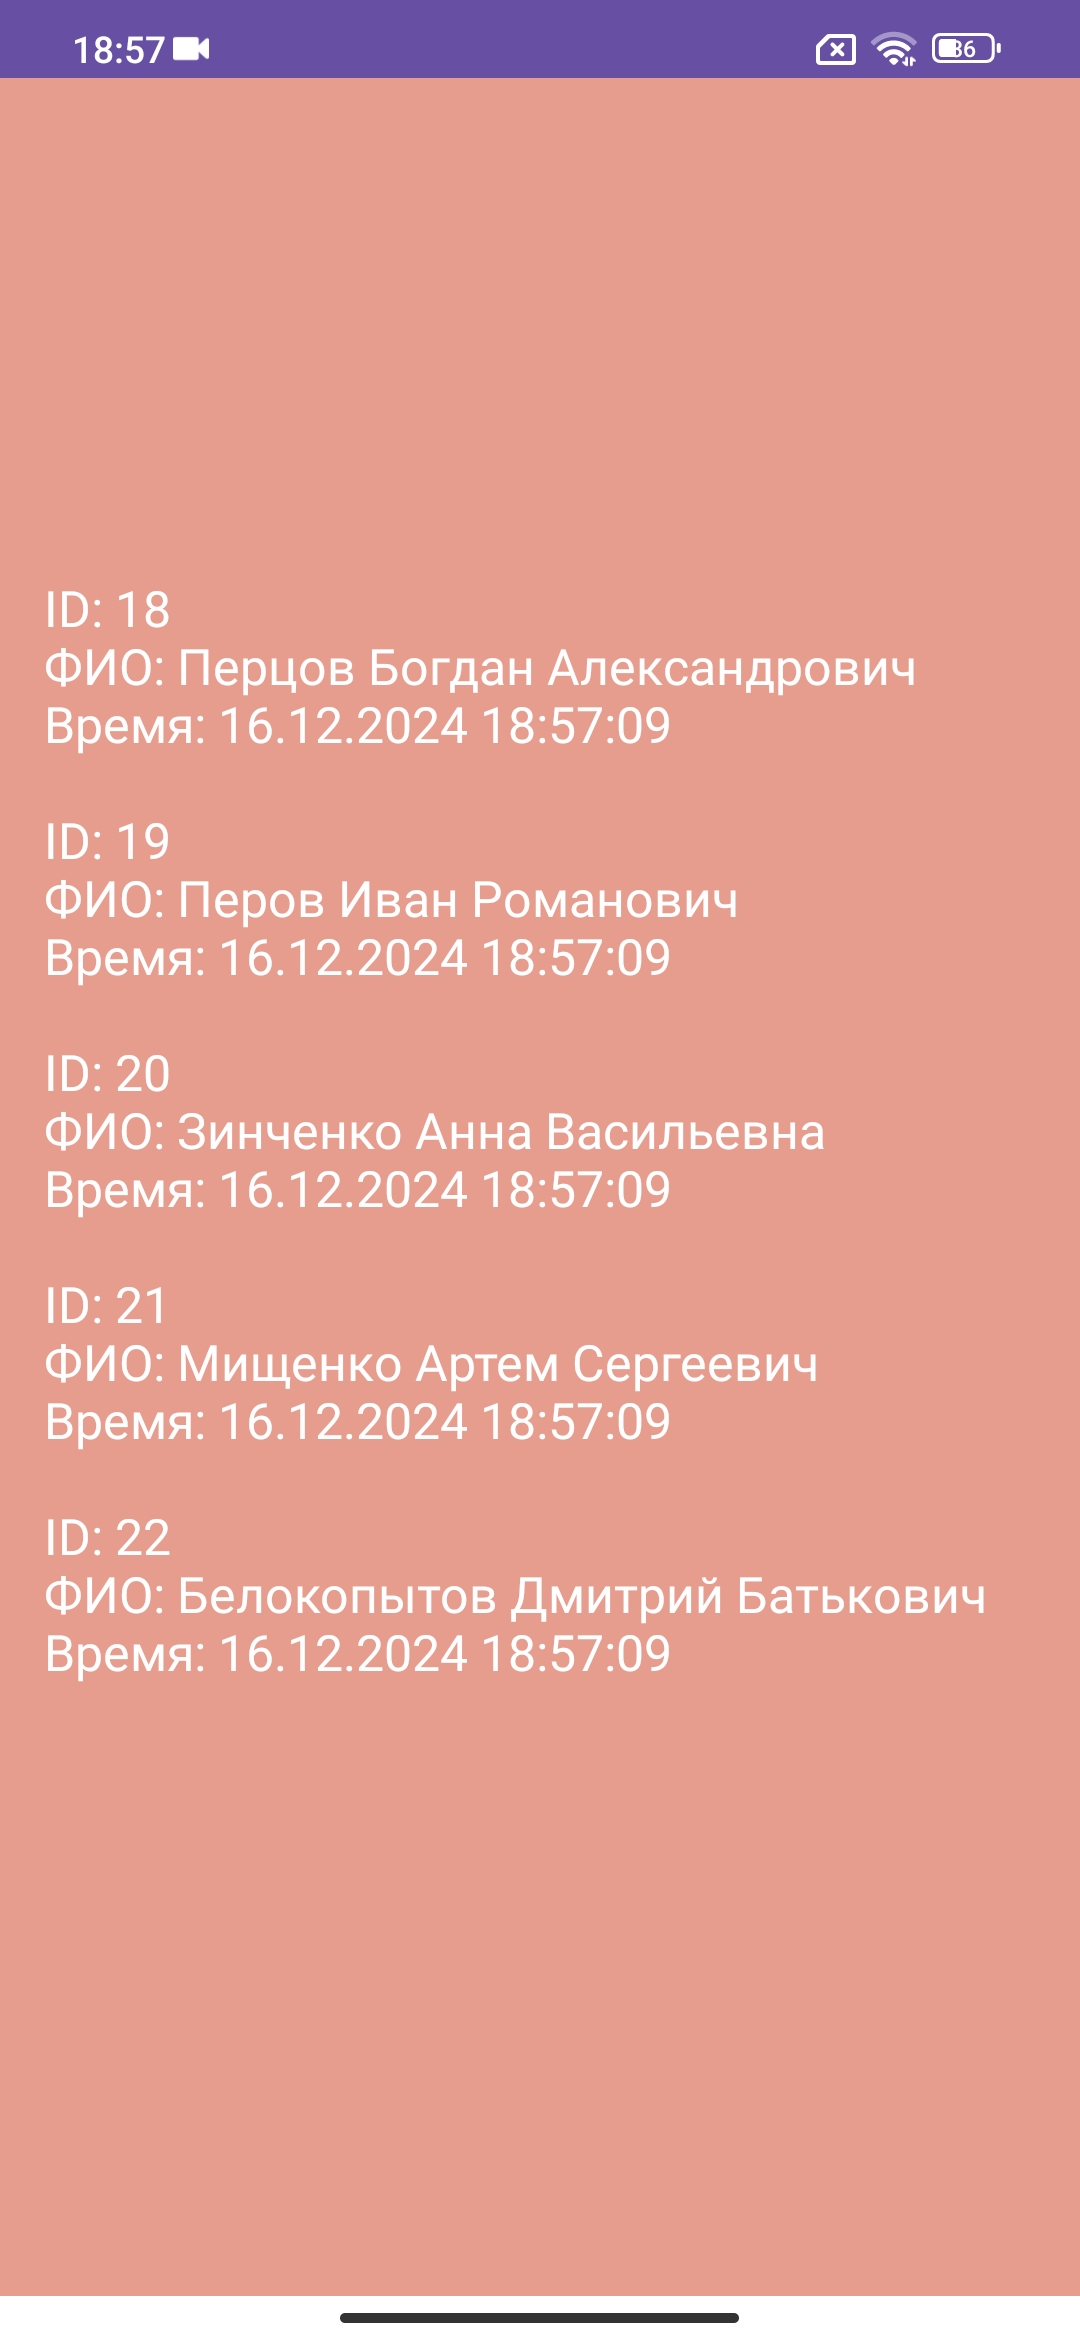 18:57
36
ID: 18
ФИО: Перцов Богдан Александрович
Время: 16.12.2024 18:57:09
ID: 19
ФИО: Перов Иван Романович
Время: 16.12.2024 18:57:09
ID: 20
ФИО: Зинченко Анна Васильевна
Время: 16.12.2024 18:57:09
ID: 21
ФИО: Мищенко Артем Сергеевич
Время: 16.12.2024 18:57:09
ID: 22
ФИО: Белокопытов Дмитрий Батькович
Время: 16.12.2024 18:57:09